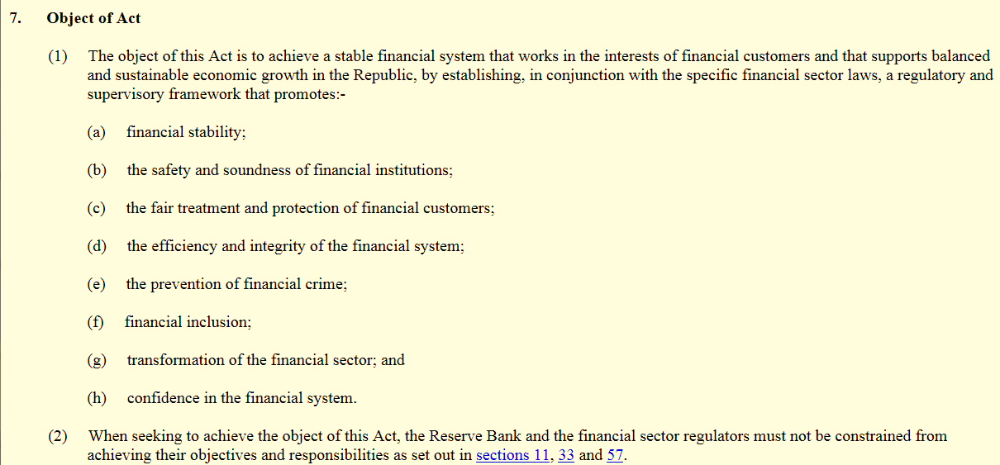 7. Object of Act
(1) The object of this Act is to achieve a stable financial system that works in the interests of financial customers and that supports balanced
and sustainable economic growth in the Republic, by establishing, in conjunction with the specific financial sector laws, a regulatory and
supervisory framework that promotes:-
(a) financial stability;
(b) the safety and soundness of financial institutions;
(c) the fair treatment and protection of financial customers;
(d) the efficiency and integrity of the financial system;
(e) the prevention of financial crime;
(f) financial inclusion;
(g) transformation of the financial sector; and
(h) confidence in the financial system.
(2) When seeking to achieve the object of this Act, the Reserve Bank and the financial sector regulators must not be constrained from
achieving their objectives and responsibilities as set out in sections 11, 33 and 57.